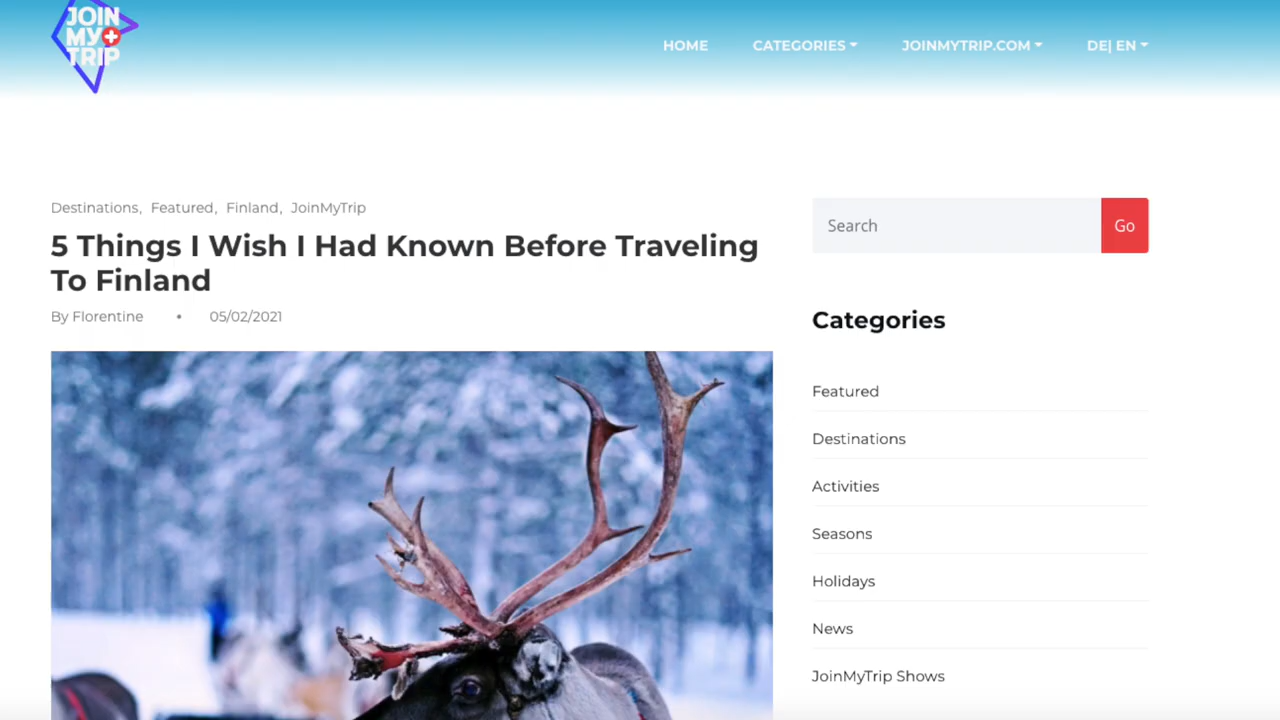 JOIN
MY
TRIP
HOME
CATEGORIES
JOINMYTRIP.COM
DE| EN
Destinations, Featured, Finland, JoinMyTrip
5 Things I Wish I Had Known Before Traveling
To Finland
By Florentine • 05/02/2021
Search
Go
Categories
Featured
Destinations
Activities
Seasons
Holidays
News
JoinMyTrip Shows